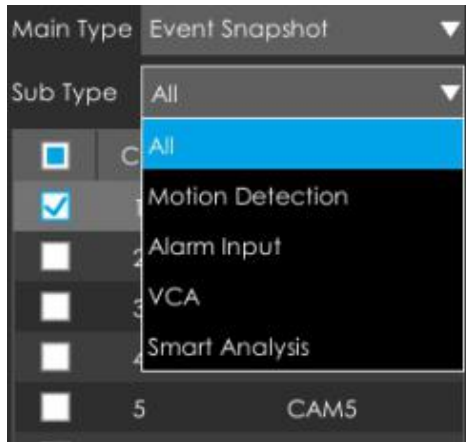 Main Type Event Snapshot
Sub Type All
All
Motion Detection
Alarm Input
VCA
Smart Analysis
5 CAM5